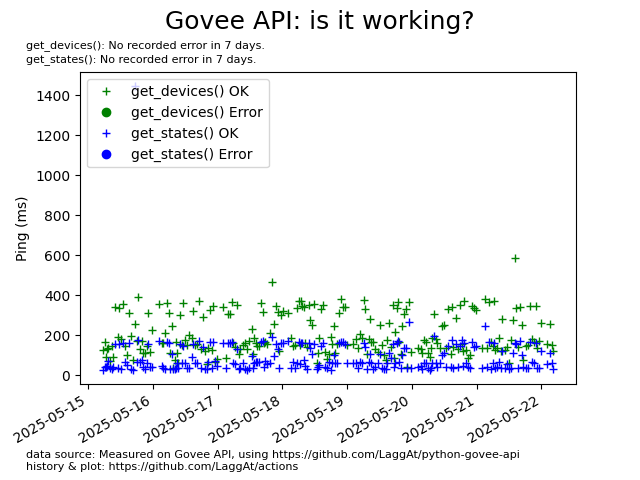 Govee API: is it working?
get_devices(): No recorded error in 7 days.
get_states(): No recorded error in 7 days.
get_devices() OK
get_devices() Error
get_states() OK
get_states() Error
Ping (ms)
1400
1200
1000
800
600
400
200
0
2025-05-15
2025-05-16
2025-05-17
2025-05-18
2025-05-19
2025-05-20
2025-05-21
2025-05-22
data source: Measured on Govee API, using https://github.com/LaggAt/python-govee-api
history & plot: https://github.com/LaggAt/actions